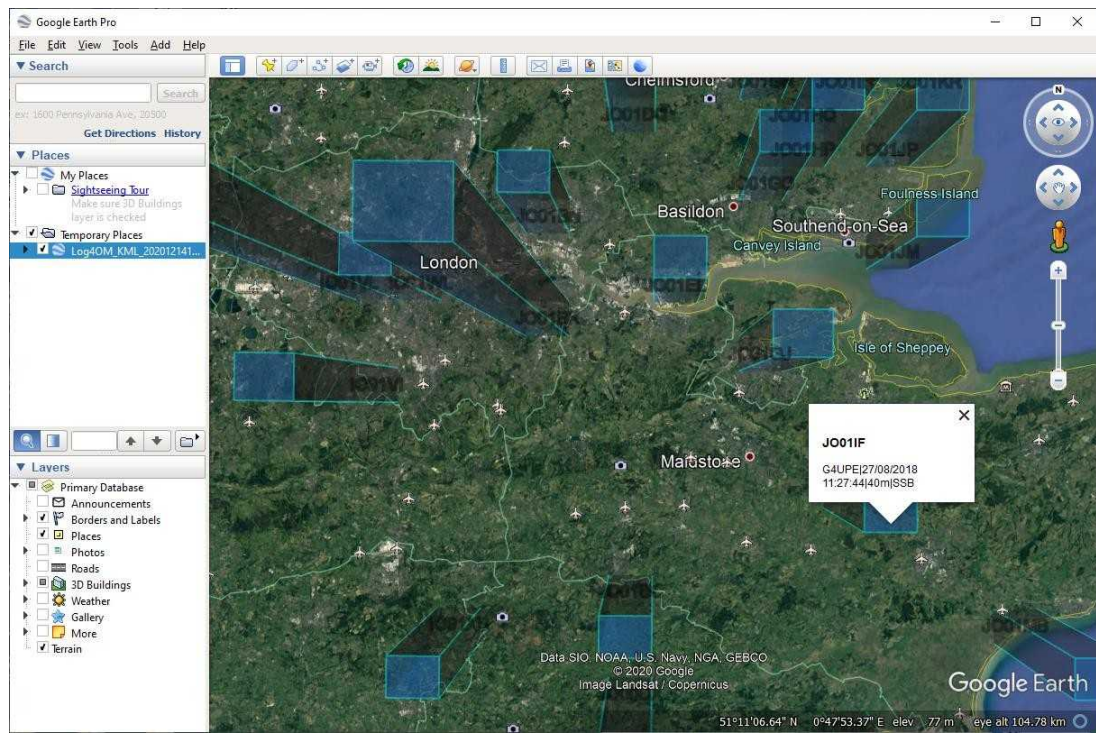 Google Earth Pro
File Edit View Tools Add Help
Search
Search
ex: 1600 Pennsylvania Ave, 20500
Get Directions History
Places
My Places
Sightseeing Tour
Make sure 3D Buildings
layer is checked
Temporary Places
Log4OM_KML_202012141...
Layers
Primary Database
Announcements
Borders and Labels
Places
Photos
Roads
3D Buildings
Weather
Gallery
More
Terrain
Chelmsford
JO01HP
Basildon
Foulness Island
Southend-on-Sea
Canvey Island
JO01JM
London
JO01EL
Isle of Sheppey
JO01IF
G4UPE|27/08/2018
11:27:44|40m|SSB
Maidstone
N
Data SIO, NOAA, U.S. Navy, NGA, GEBCO
© 2020 Google
Image Landsat / Copernicus
Google Earth
51°11'06.64" N 0°47'53.37" E elev 77 m eye alt 104.78 km